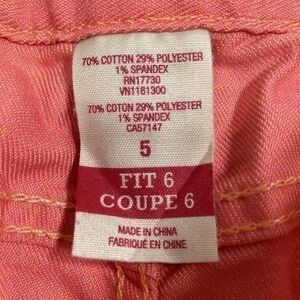 70% COTTON 29% POLYESTER
1% SPANDEX
RN17730
VN1161300
70% COTON 29% POLYESTER
1% SPANDEX
CA57147
5
FIT 6
COUPE 6
MADE IN CHINA
FABRIQUÉ EN CHINE